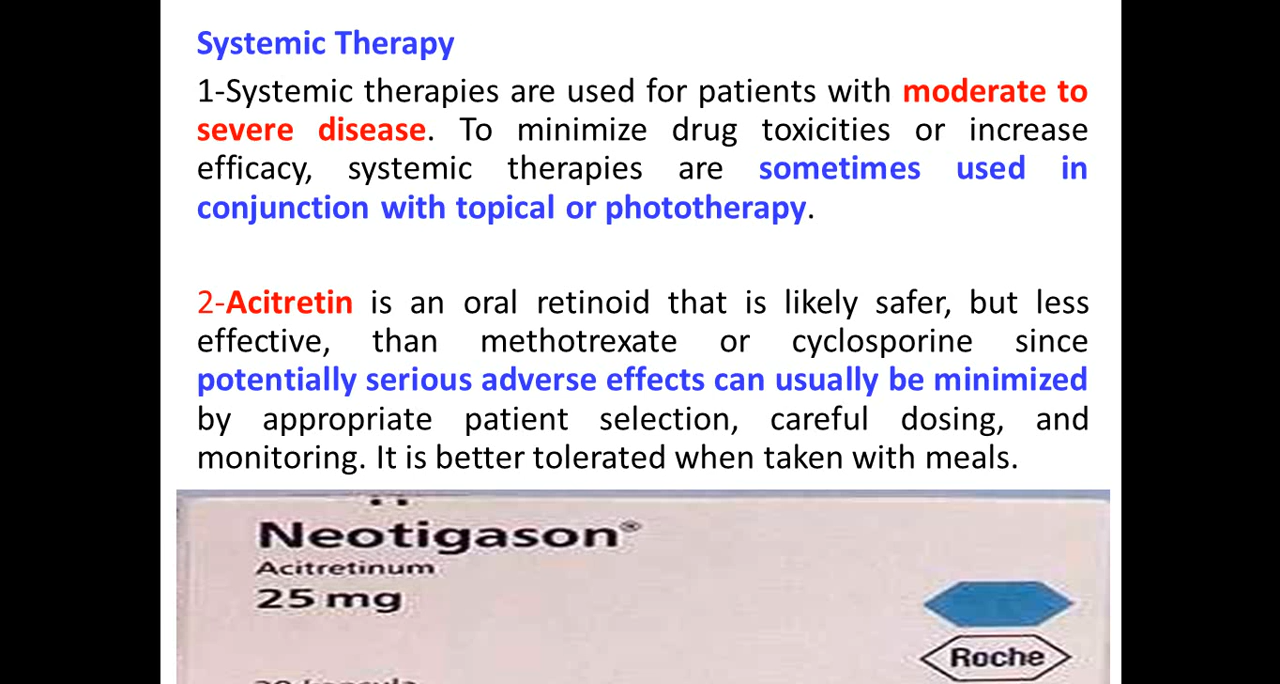 Systemic Therapy
1-Systemic therapies are used for patients with moderate to
severe disease. To minimize drug toxicities or increase
efficacy, systemic therapies are sometimes used in
conjunction with topical or phototherapy.
2-Acitretin is an oral retinoid that is likely safer, but less
effective, than methotrexate or cyclosporine since
potentially serious adverse effects can usually be minimized
by appropriate patient selection, careful dosing, and
monitoring. It is better tolerated when taken with meals.
Neotigason®
Acitretinum
25 mg
Roche